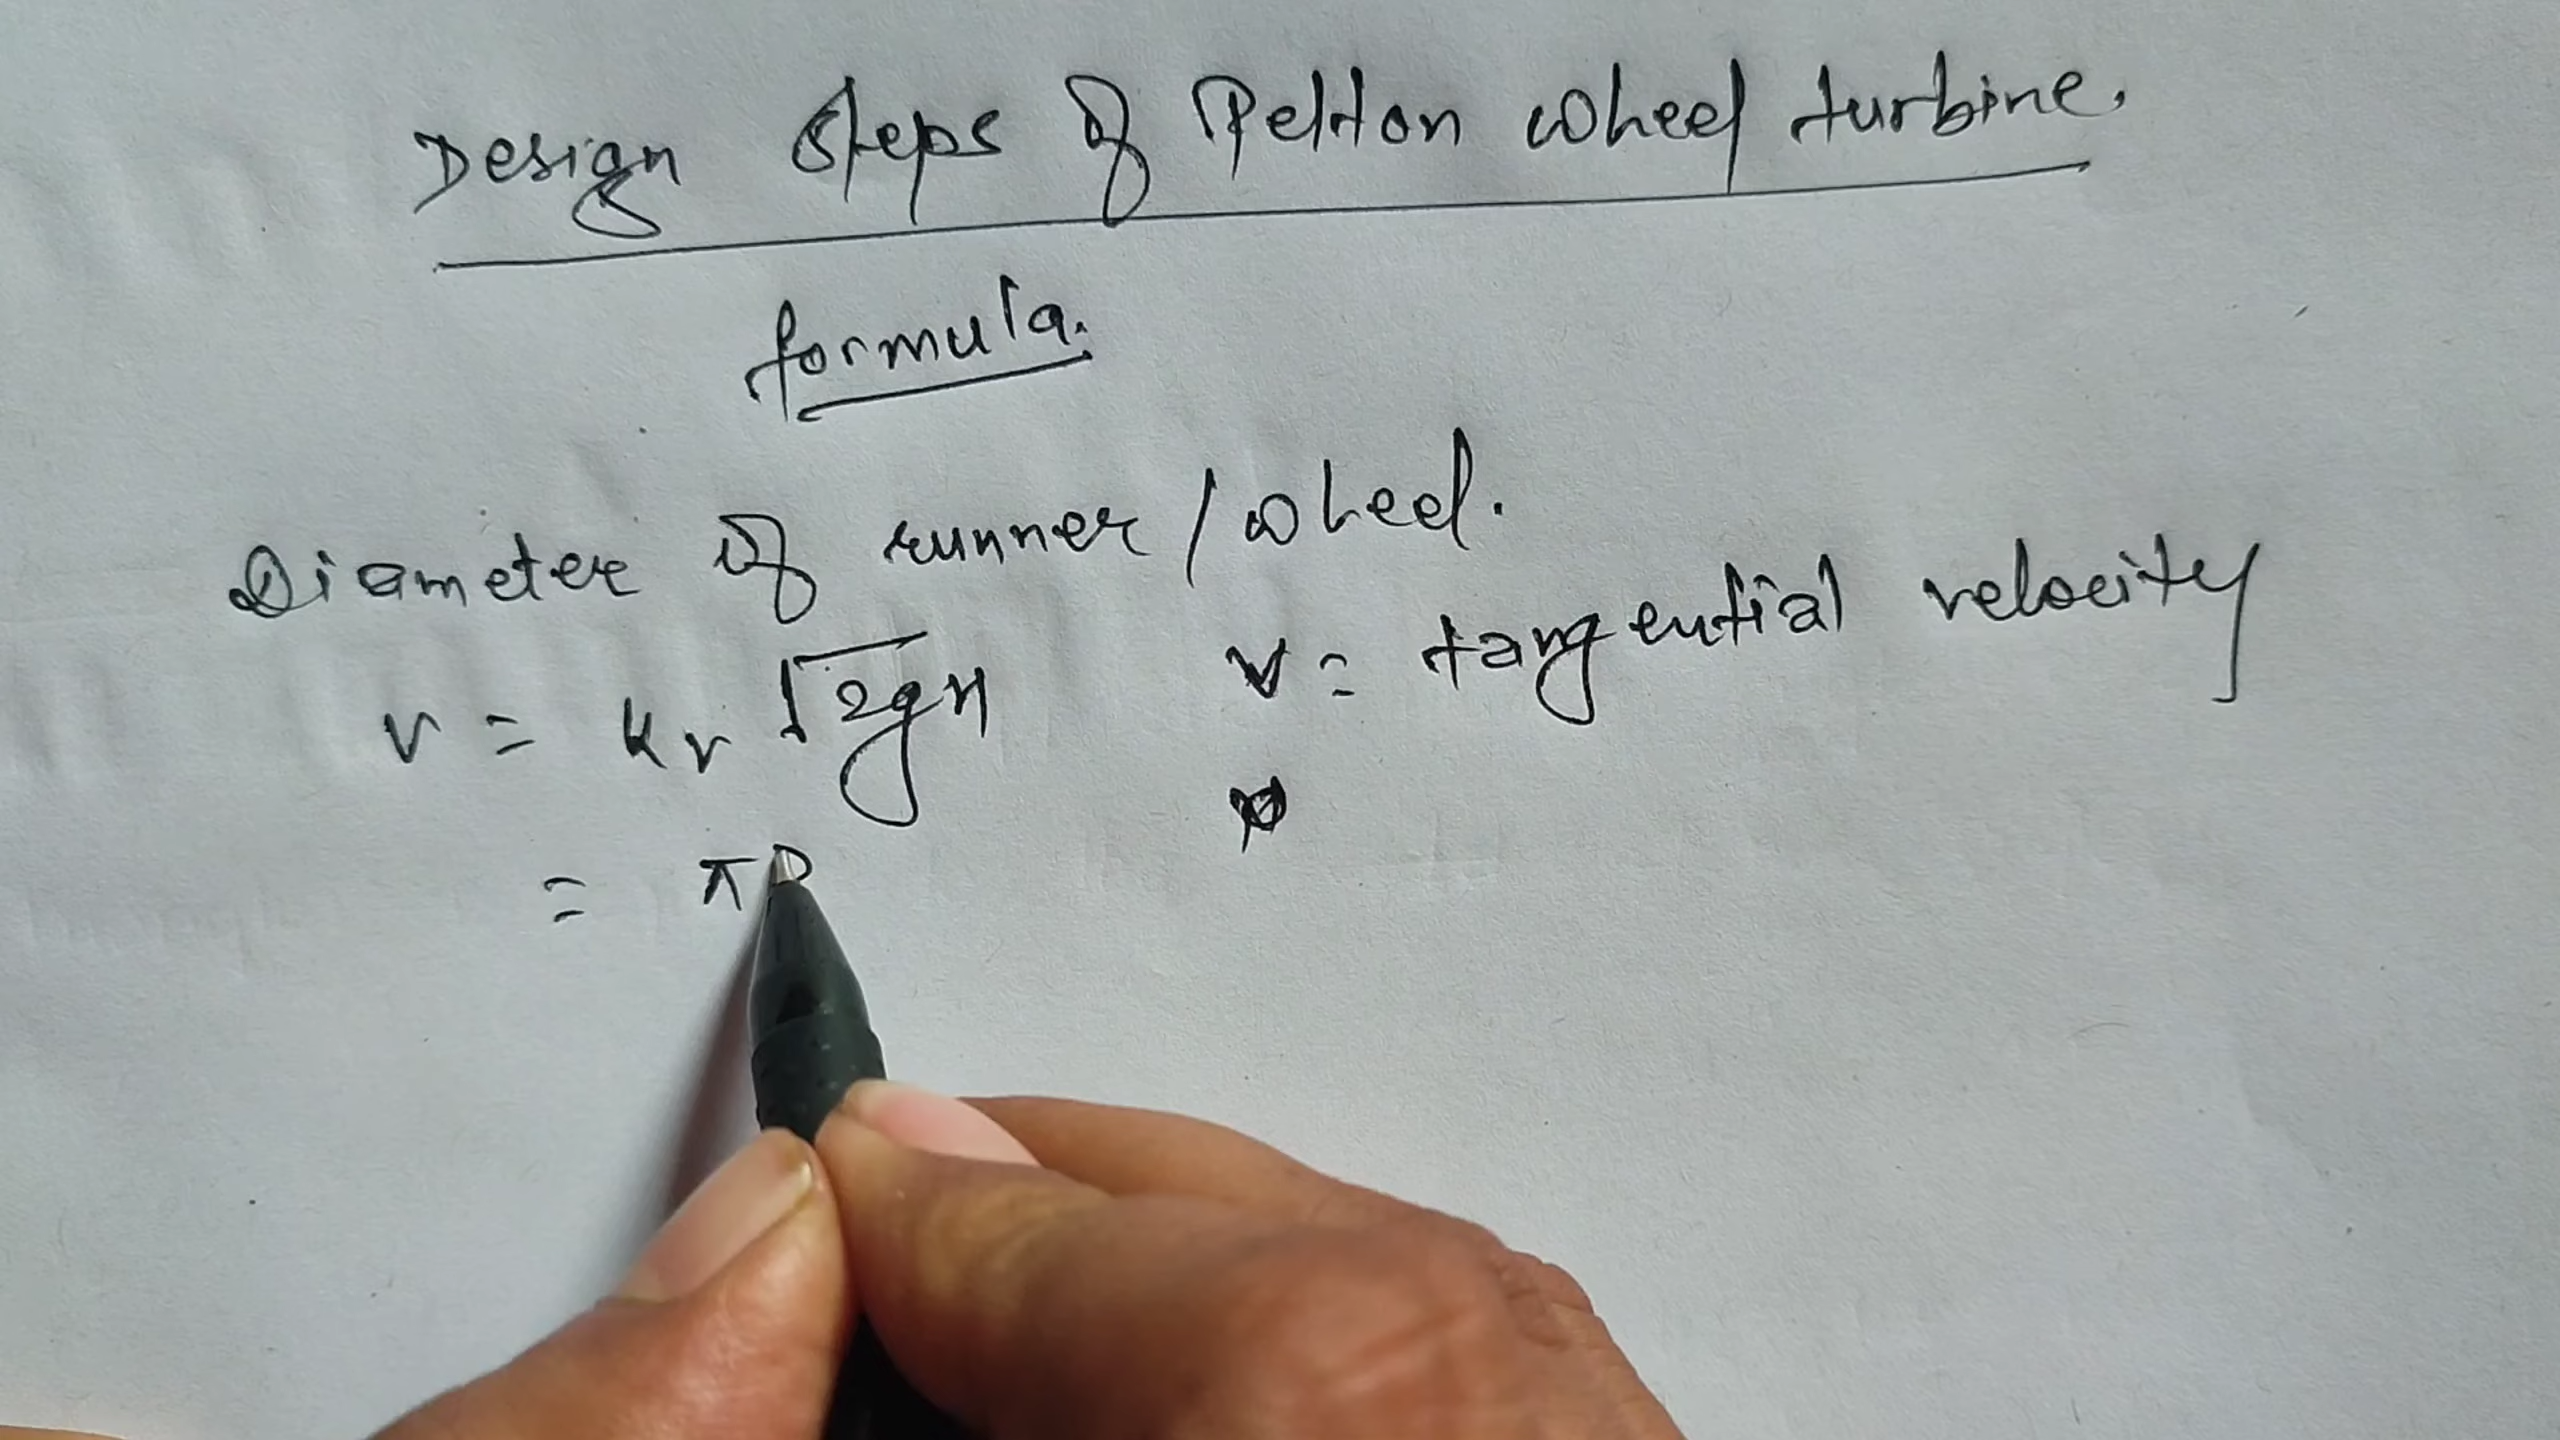 Design steps of Pelton wheel turbine.
formula.
Diameter of runner / wheel.
v = Kv √2gH v = tangential velocity
= πD